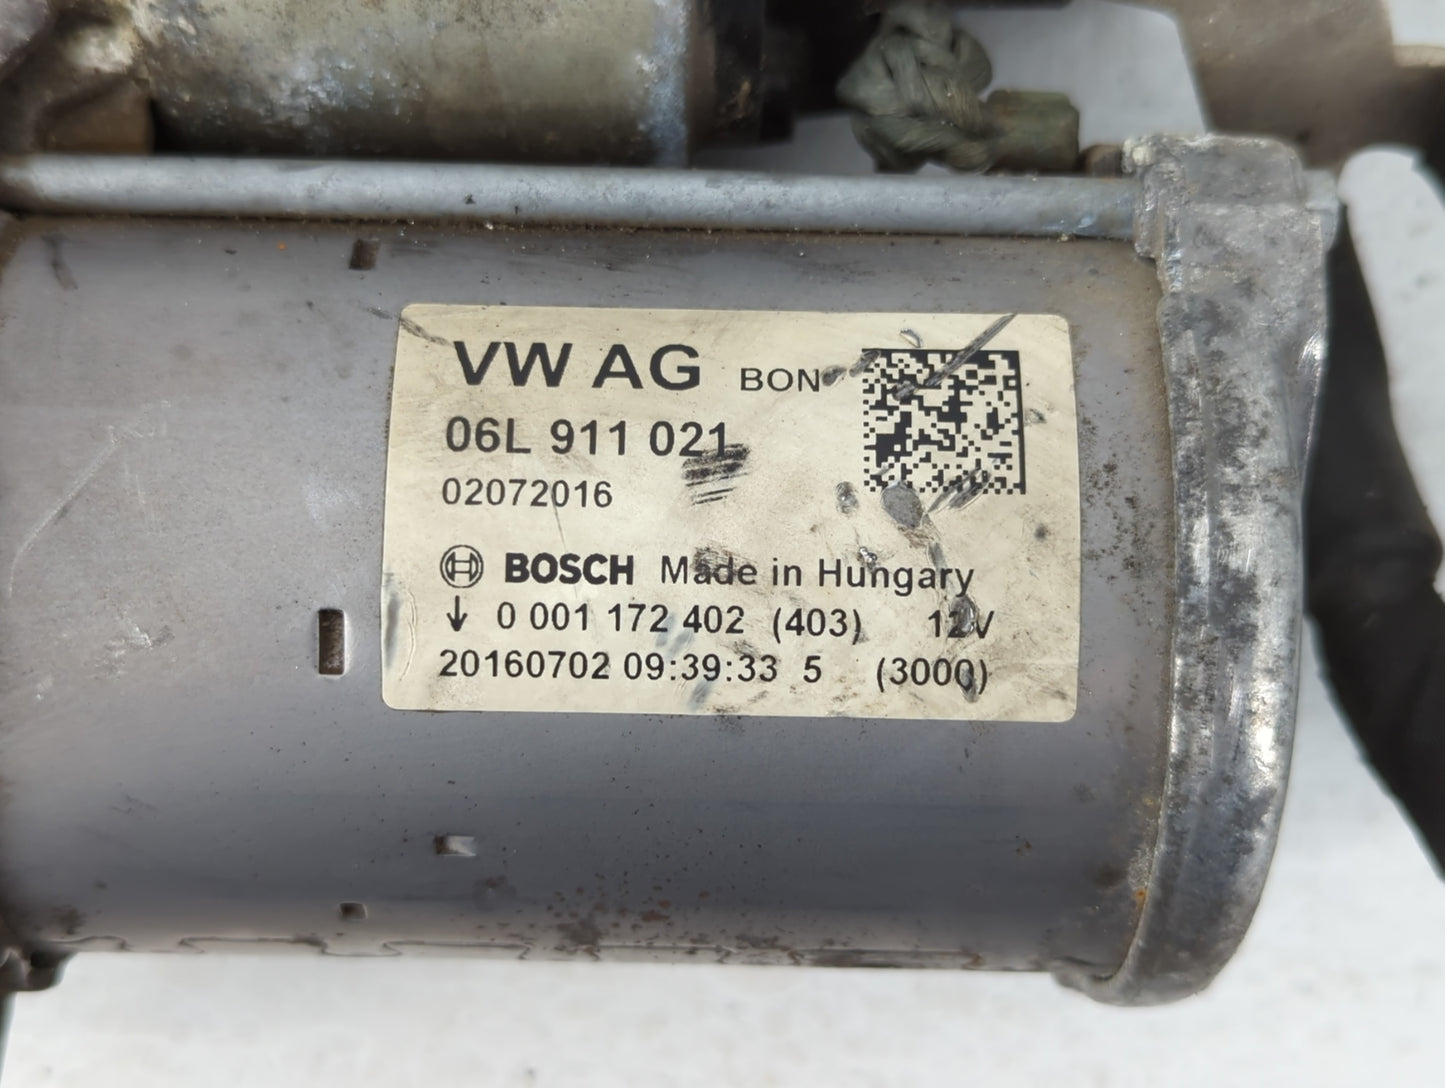 VW AG BON
06L 911 021
02072016
BOSCH Made in Hungary
↓ 0 001 172 402 (403) 12V
20160702 09:39:33 5 (3000)